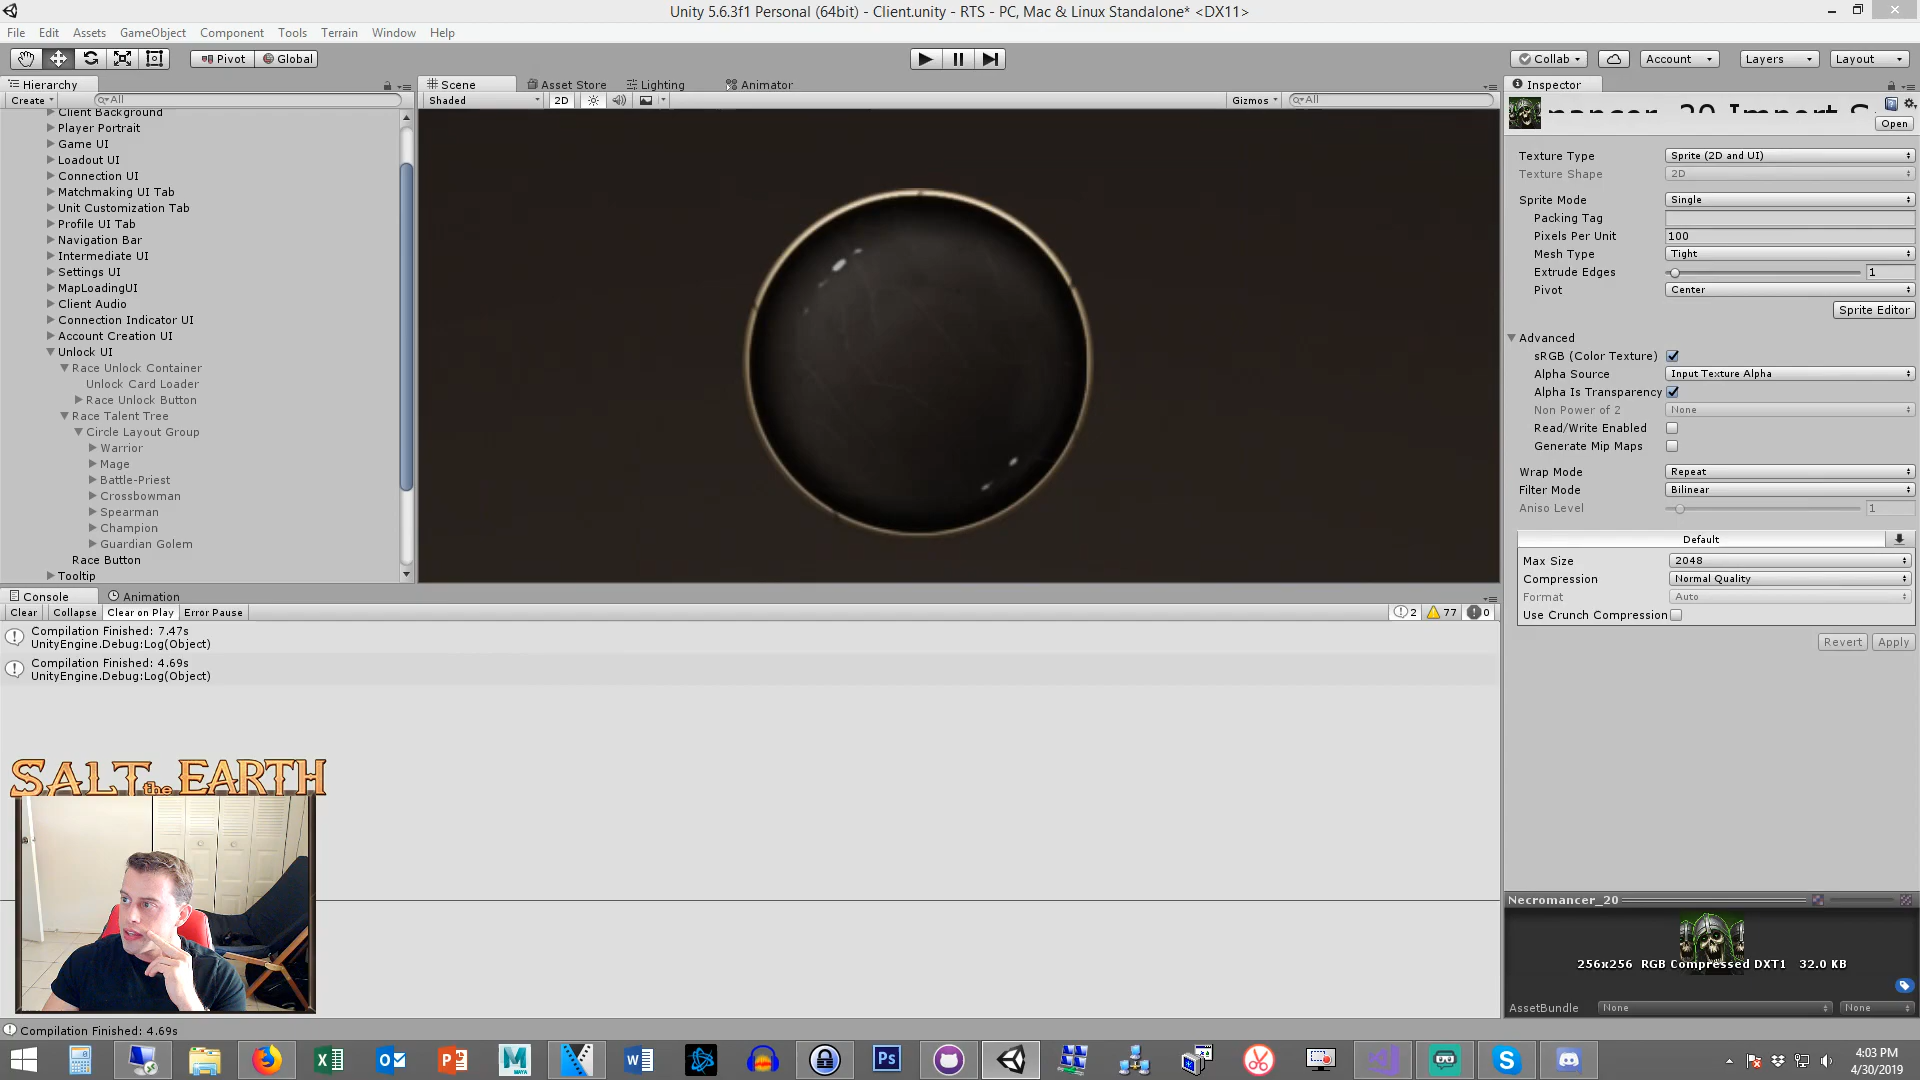 Unity 5.6.3f1 Personal (64bit) - Client.unity - RTS - PC, Mac & Linux Standalone* <DX11>
File Edit Assets GameObject Component Tools Terrain Window Help
Pivot Global Collab Account Layers Layout
Hierarchy
Create All
Client Background
Player Portrait
Game UI
Loadout UI
Connection UI
Matchmaking UI Tab
Unit Customization Tab
Profile UI Tab
Navigation Bar
Intermediate UI
Settings UI
MapLoadingUI
Client Audio
Connection Indicator UI
Account Creation UI
Unlock UI
Race Unlock Container
Unlock Card Loader
Race Unlock Button
Race Talent Tree
Circle Layout Group
Warrior
Mage
Battle-Priest
Crossbowman
Spearman
Champion
Guardian Golem
Race Button
Tooltip
Scene Asset Store Lighting Animator
Shaded 2D Gizmos All
Inspector
Open
Texture Type Sprite (2D and UI)
Texture Shape 2D
Sprite Mode Single
Packing Tag
Pixels Per Unit 100
Mesh Type Tight
Extrude Edges 1
Pivot Center
Sprite Editor
Advanced
sRGB (Color Texture)
Alpha Source Input Texture Alpha
Alpha Is Transparency
Non Power of 2 None
Read/Write Enabled
Generate Mip Maps
Wrap Mode Repeat
Filter Mode Bilinear
Aniso Level 1
Default
Max Size 2048
Compression Normal Quality
Format Auto
Use Crunch Compression
Revert Apply
Console Animation
Clear Collapse Clear on Play Error Pause 2 77 0
Compilation Finished: 7.47s
UnityEngine.Debug:Log(Object)
Compilation Finished: 4.69s
UnityEngine.Debug:Log(Object)
SALT the EARTH
Necromancer_20
256x256 RGB Compressed DXT1 32.0 KB
AssetBundle None None
Compilation Finished: 4.69s
4:03 PM
4/30/2019